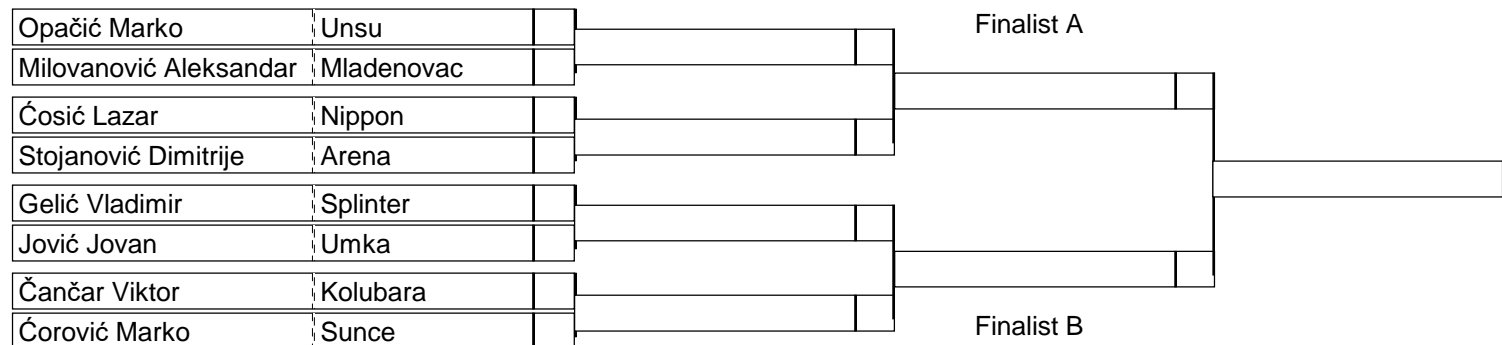 Opačić Marko Unsu
Finalist A
Milovanović Aleksandar Mladenovac
Ćosić Lazar Nippon
Stojanović Dimitrije Arena
Gelić Vladimir Splinter
Jović Jovan Umka
Čančar Viktor Kolubara
Ćorović Marko Sunce
Finalist B